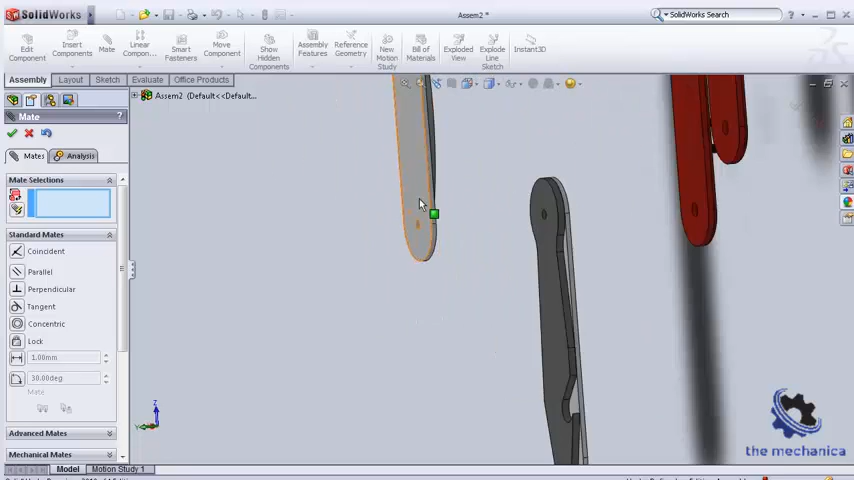 SolidWorks
Assem2 *
SolidWorks Search
Edit Component
Insert Components
Mate
Linear Compon...
Smart Fasteners
Move Component
Show Hidden Components
Assembly Features
Reference Geometry
New Motion Study
Bill of Materials
Exploded View
Explode Line Sketch
Instant3D
Assembly
Layout
Sketch
Evaluate
Office Products
Assem2 (Default<<Default...
Mate
?
Mates
Analysis
Mate Selections
Standard Mates
Coincident
Parallel
Perpendicular
Tangent
Concentric
Lock
1.00mm
30.00deg
Mate
Advanced Mates
Mechanical Mates
Z
Y
Model
Motion Study 1
the mechanica